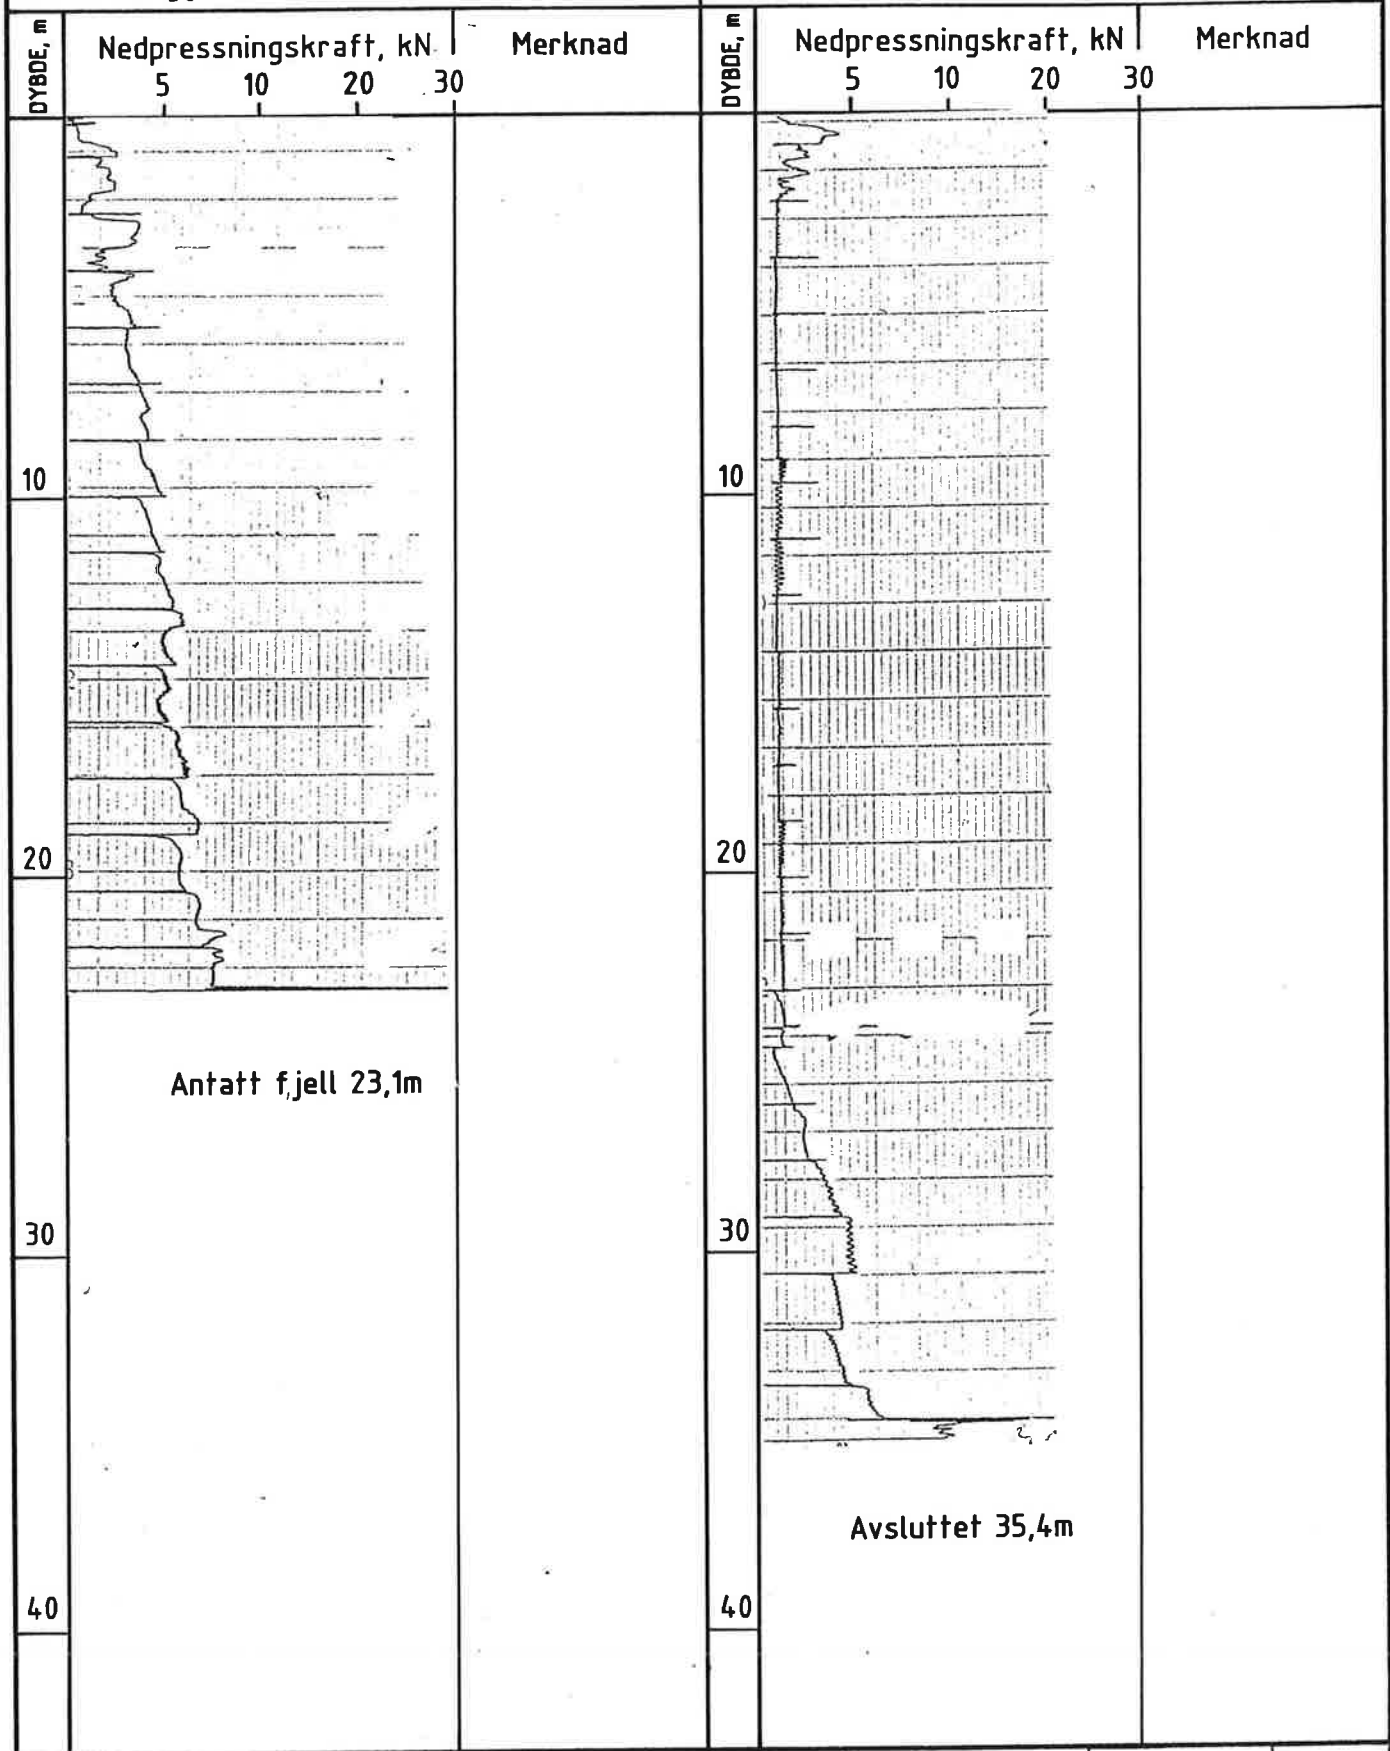 DYBDE, m
Nedpressningskraft, kN
Merknad
5 10 20 30
10
20
Antatt fjell 23,1m
30
40
DYBDE, m
Nedpressningskraft, kN
Merknad
5 10 20 30
10
20
30
Avsluttet 35,4m
40